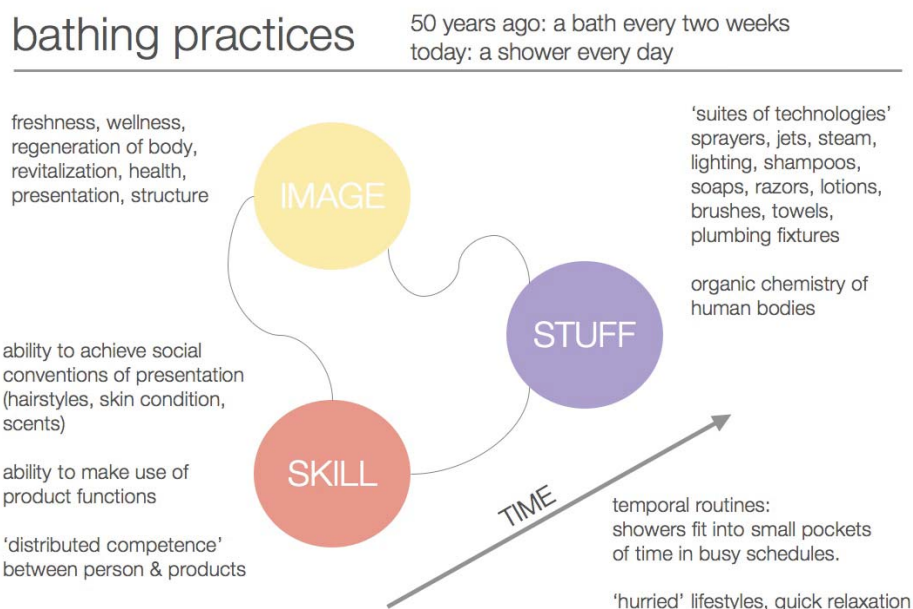 bathing practices
50 years ago: a bath every two weeks
today: a shower every day
freshness, wellness,
regeneration of body,
revitalization, health,
presentation, structure
IMAGE
'suites of technologies'
sprayers, jets, steam,
lighting, shampoos,
soaps, razors, lotions,
brushes, towels,
plumbing fixtures
organic chemistry of
human bodies
STUFF
ability to achieve social
conventions of presentation
(hairstyles, skin condition,
scents)
ability to make use of
product functions
'distributed competence'
between person & products
SKILL
TIME
temporal routines:
showers fit into small pockets
of time in busy schedules.
'hurried' lifestyles, quick relaxation